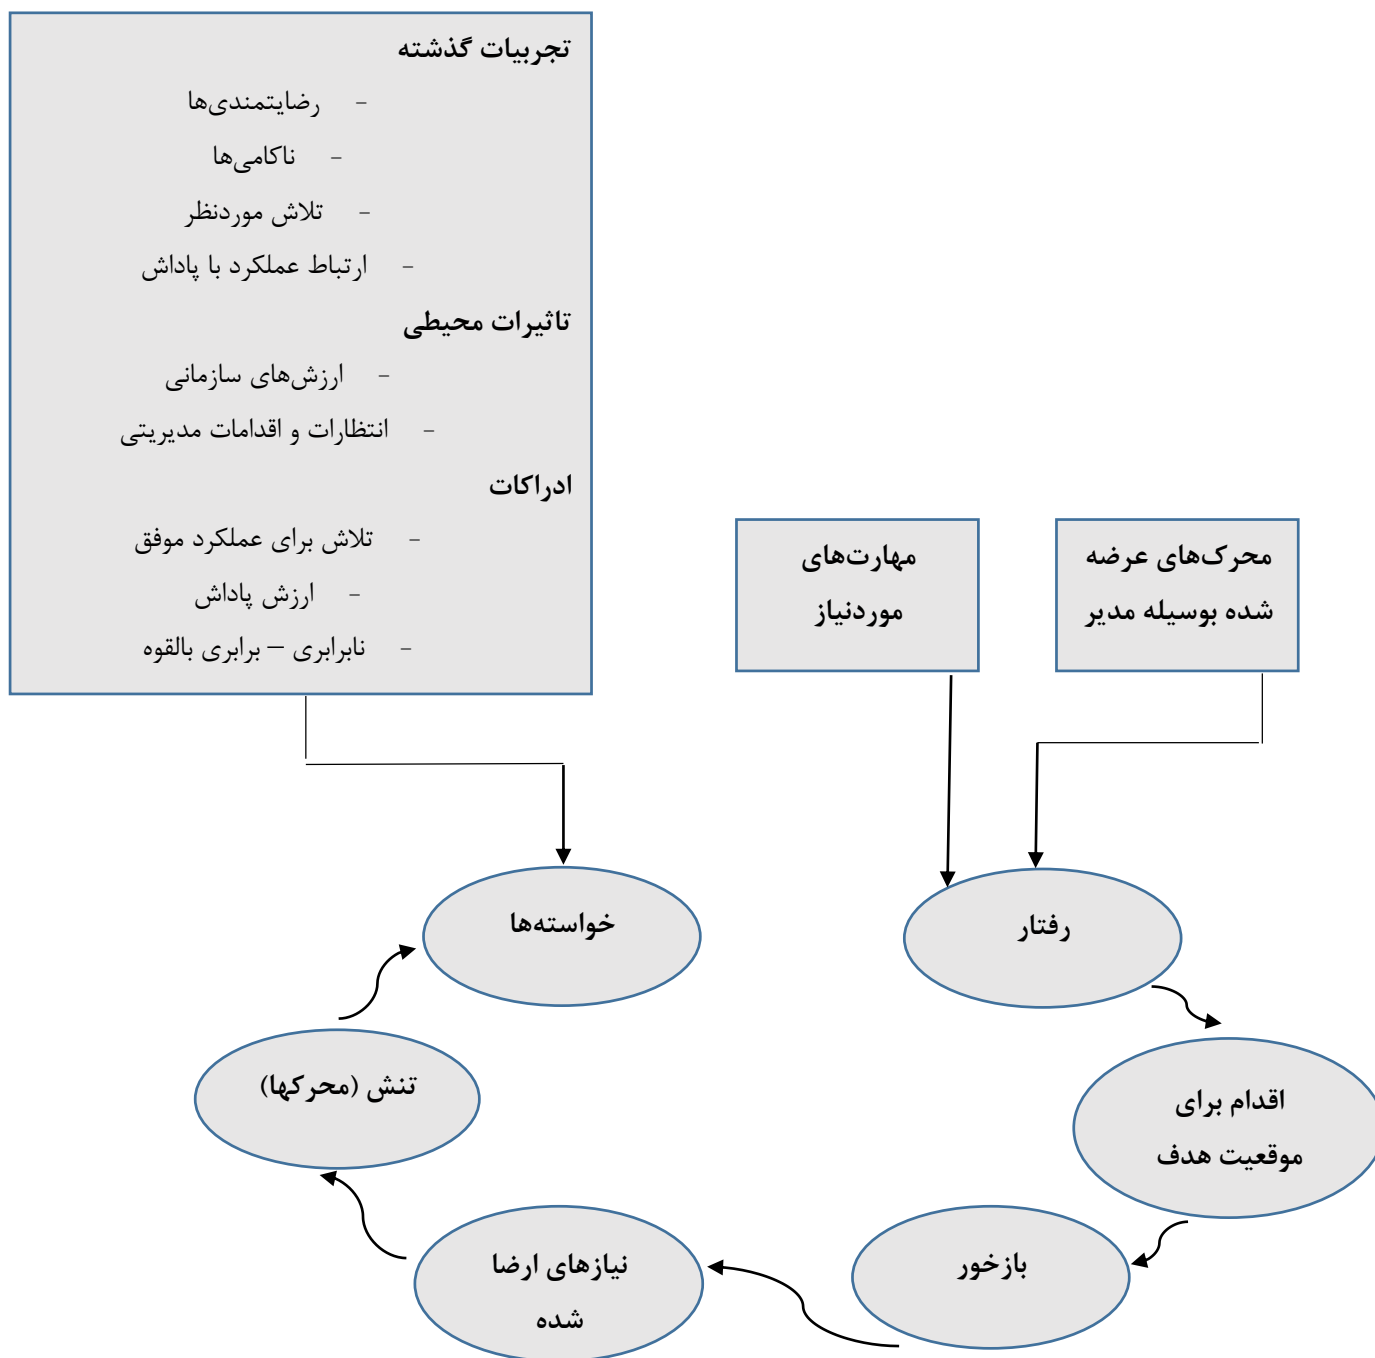 تجربیات گذشته
- رضایتمندی‌ها
- ناکامی‌ها
- تلاش موردنظر
- ارتباط عملکرد با پاداش
تاثیرات محیطی
- ارزش‌های سازمانی
- انتظارات و اقدامات مدیریتی
ادراکات
- تلاش برای عملکرد موفق
- ارزش پاداش
- نابرابری – برابری بالقوه
محرک‌های عرضه
شده بوسیله مدیر
مهارت‌های
موردنیاز
رفتار
خواسته‌ها
اقدام برای
موقعیت هدف
تنش (محرکها)
بازخور
نیازهای ارضا
شده